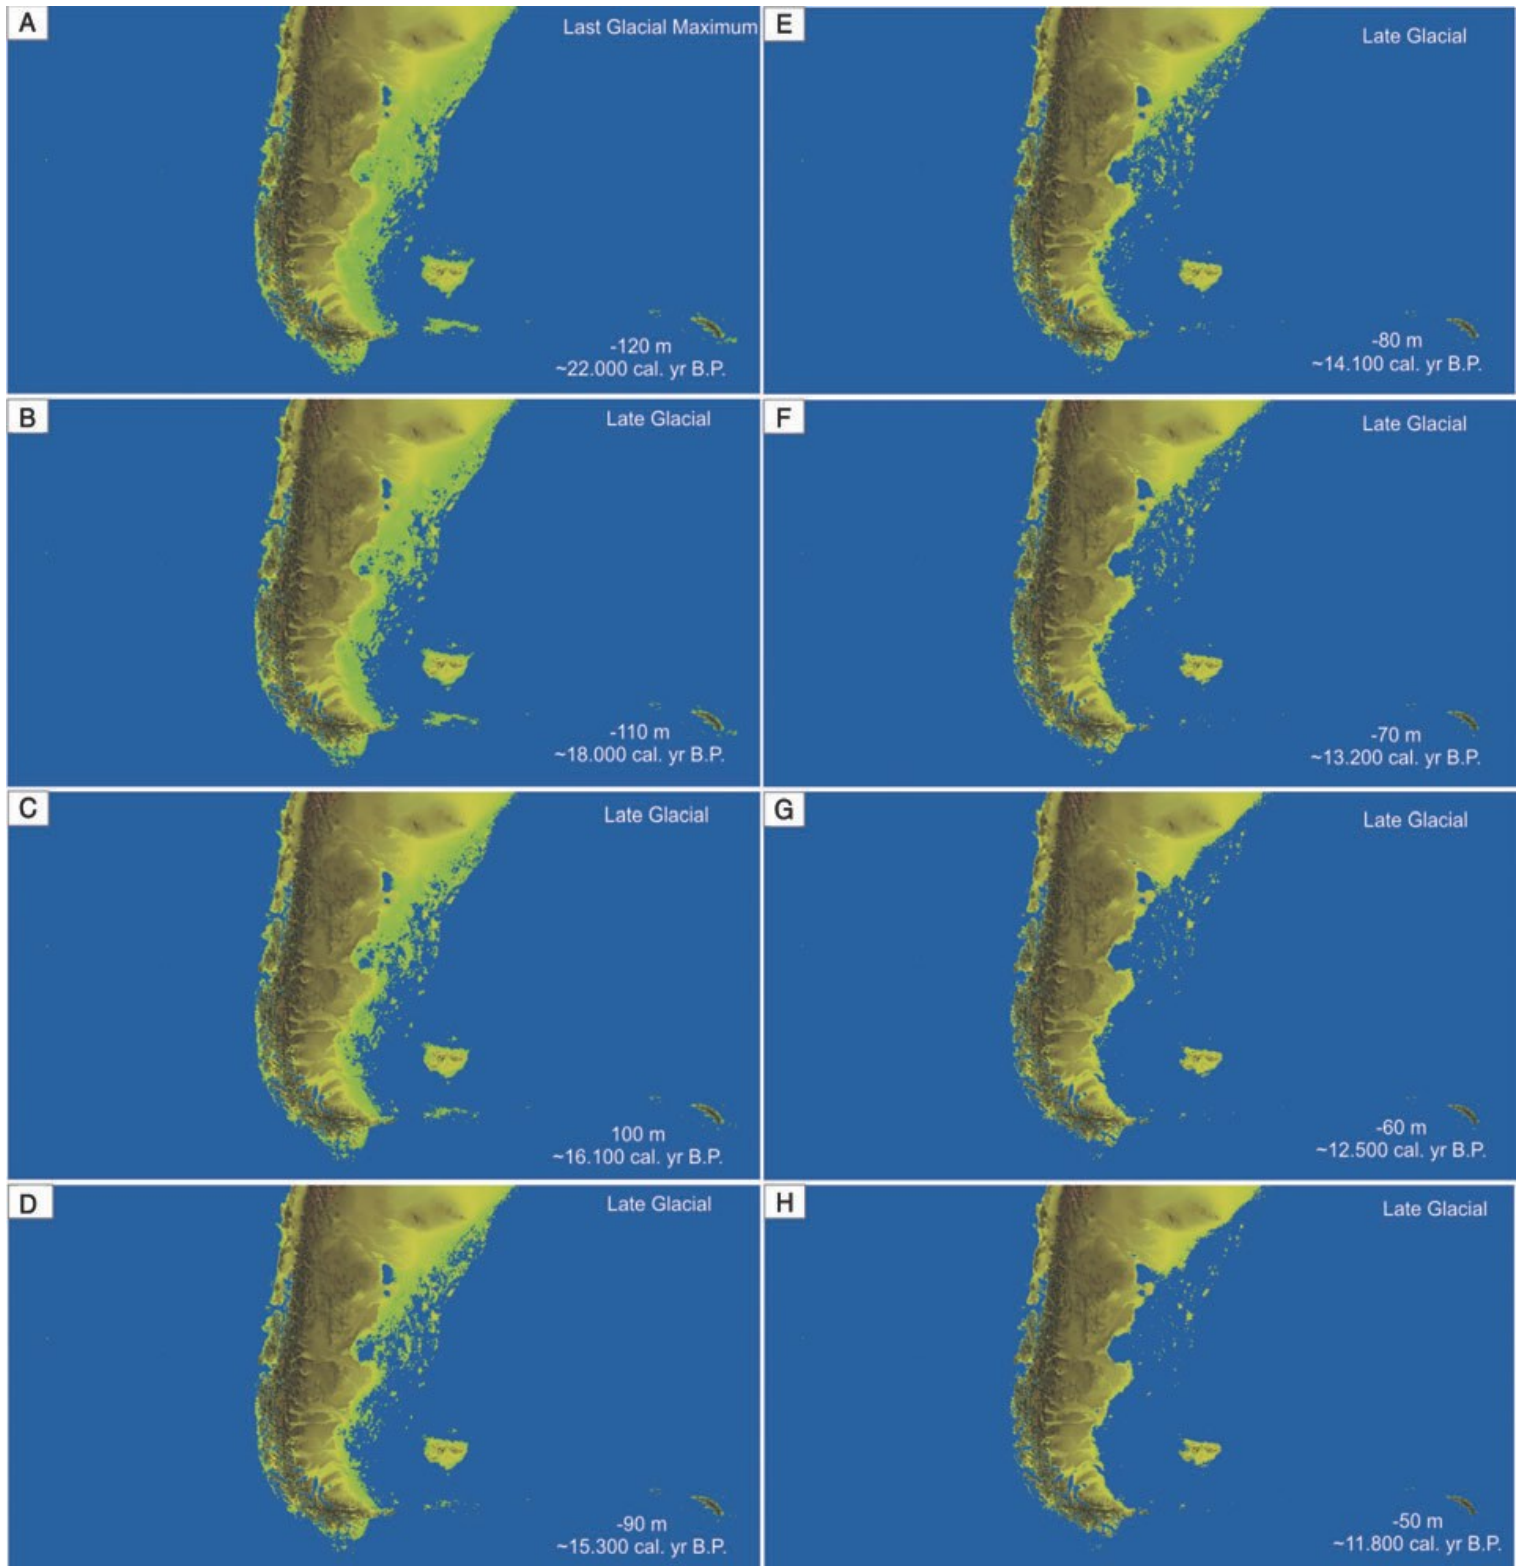 A
Last Glacial Maximum
-120 m
~22.000 cal. yr B.P.
B
Late Glacial
-110 m
~18.000 cal. yr B.P.
C
Late Glacial
100 m
~16.100 cal. yr B.P.
D
Late Glacial
-90 m
~15.300 cal. yr B.P.
E
Late Glacial
-80 m
~14.100 cal. yr B.P.
F
Late Glacial
-70 m
~13.200 cal. yr B.P.
G
Late Glacial
-60 m
~12.500 cal. yr B.P.
H
Late Glacial
-50 m
~11.800 cal. yr B.P.